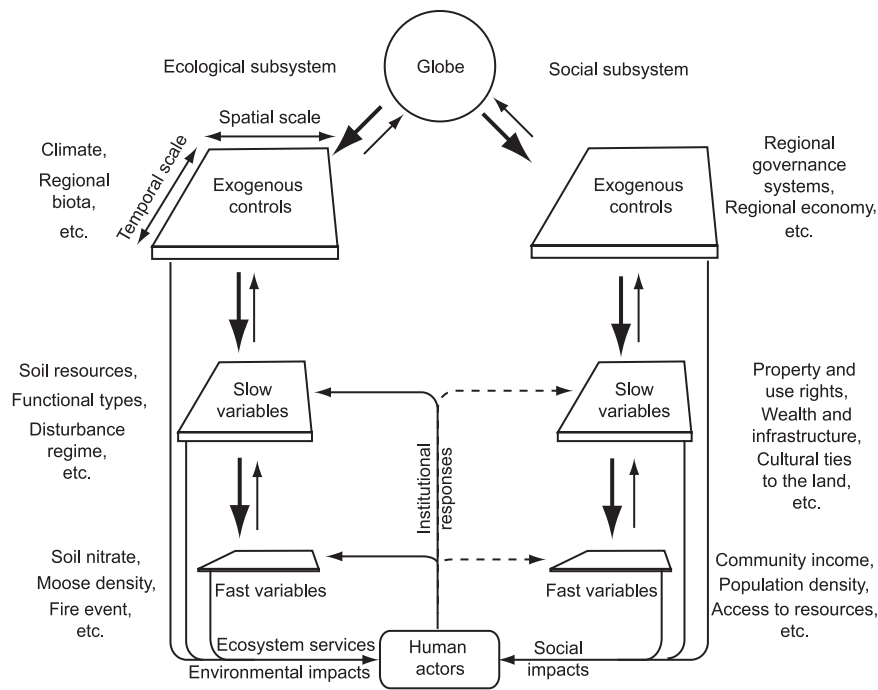 Ecological subsystem
Globe
Social subsystem
Spatial scale
Temporal scale
Climate,
Regional
biota,
etc.
Exogenous
controls
Exogenous
controls
Regional
governance
systems,
Regional economy,
etc.
Soil resources,
Functional types,
Disturbance
regime,
etc.
Slow
variables
Slow
variables
Property and
use rights,
Wealth and
infrastructure,
Cultural ties
to the land,
etc.
Institutional
responses
Soil nitrate,
Moose density,
Fire event,
etc.
Fast variables
Fast variables
Community income,
Population density,
Access to resources,
etc.
Ecosystem services
Environmental impacts
Human
actors
Social
impacts